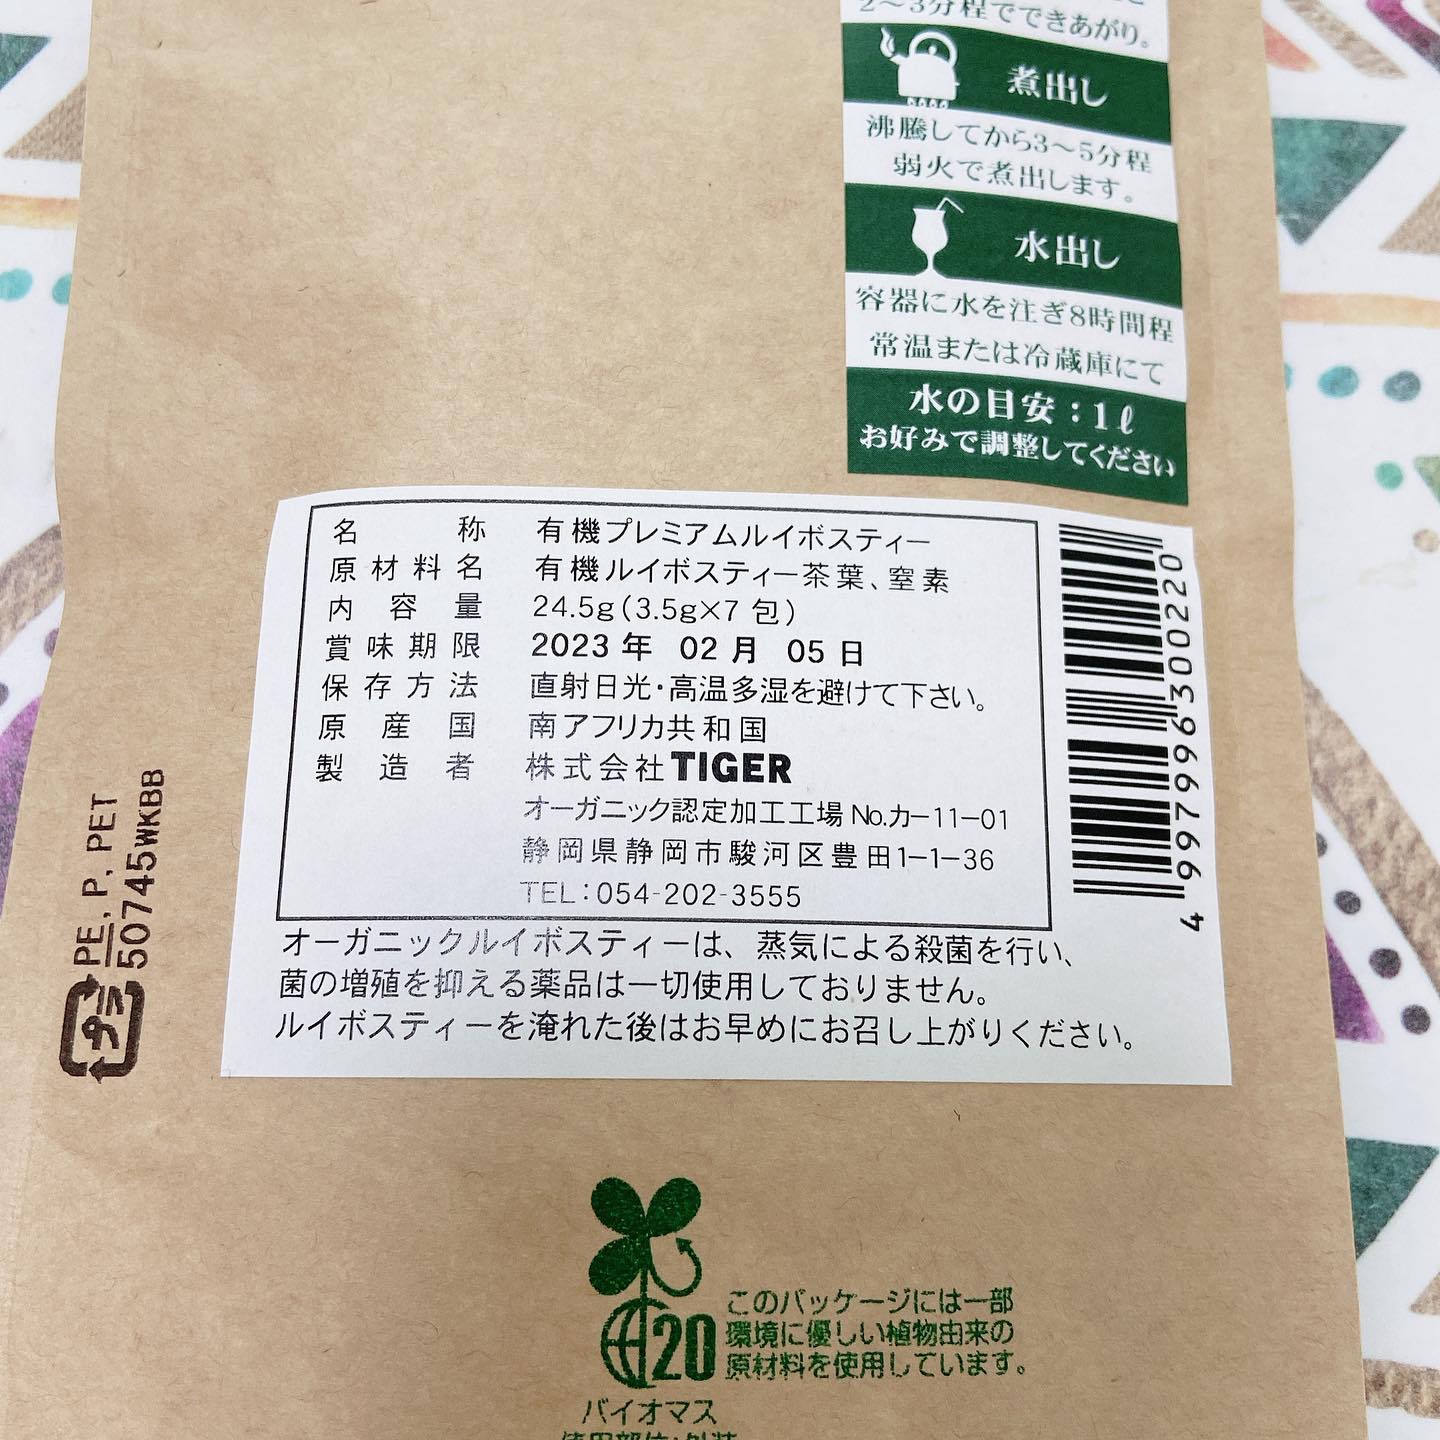 2〜3分程でできあがり。
煮出し
沸騰してから3〜5分程
弱火で煮出します。
水出し
容器に水を注ぎ8時間程
常温または冷蔵庫にて
水の目安：1ℓ
お好みで調整してください
名称 有機プレミアムルイボスティー
原材料名 有機ルイボスティー茶葉、窒素
内容量 24.5g(3.5g×7包)
賞味期限 2023年 02月 05日
保存方法 直射日光・高温多湿を避けて下さい。
原産国 南アフリカ共和国
製造者 株式会社TIGER
オーガニック認定加工工場 No.カー11−01
静岡県静岡市駿河区豊田1−1−36
TEL：054-202-3555
4 997996 300220
オーガニックルイボスティーは、蒸気による殺菌を行い、
菌の増殖を抑える薬品は一切使用しておりません。
ルイボスティーを淹れた後はお早めにお召し上がりください。
プラ PE, P, PET
50745WKBB
20
このパッケージには一部
環境に優しい植物由来の
原材料を使用しています。
バイオマス
使用部位:外装